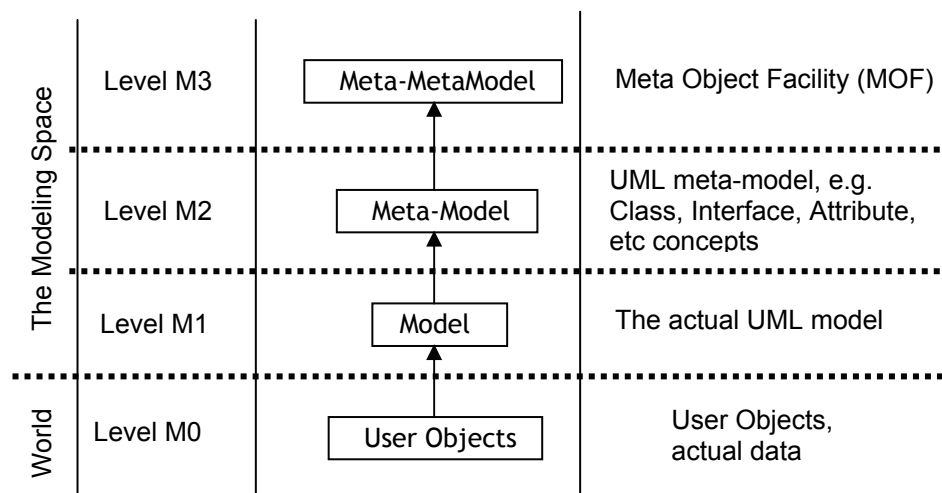 The Modeling Space
Level M3
Meta-MetaModel
Meta Object Facility (MOF)
Level M2
Meta-Model
UML meta-model, e.g.
Class, Interface, Attribute,
etc concepts
Level M1
Model
The actual UML model
World
Level M0
User Objects
User Objects,
actual data